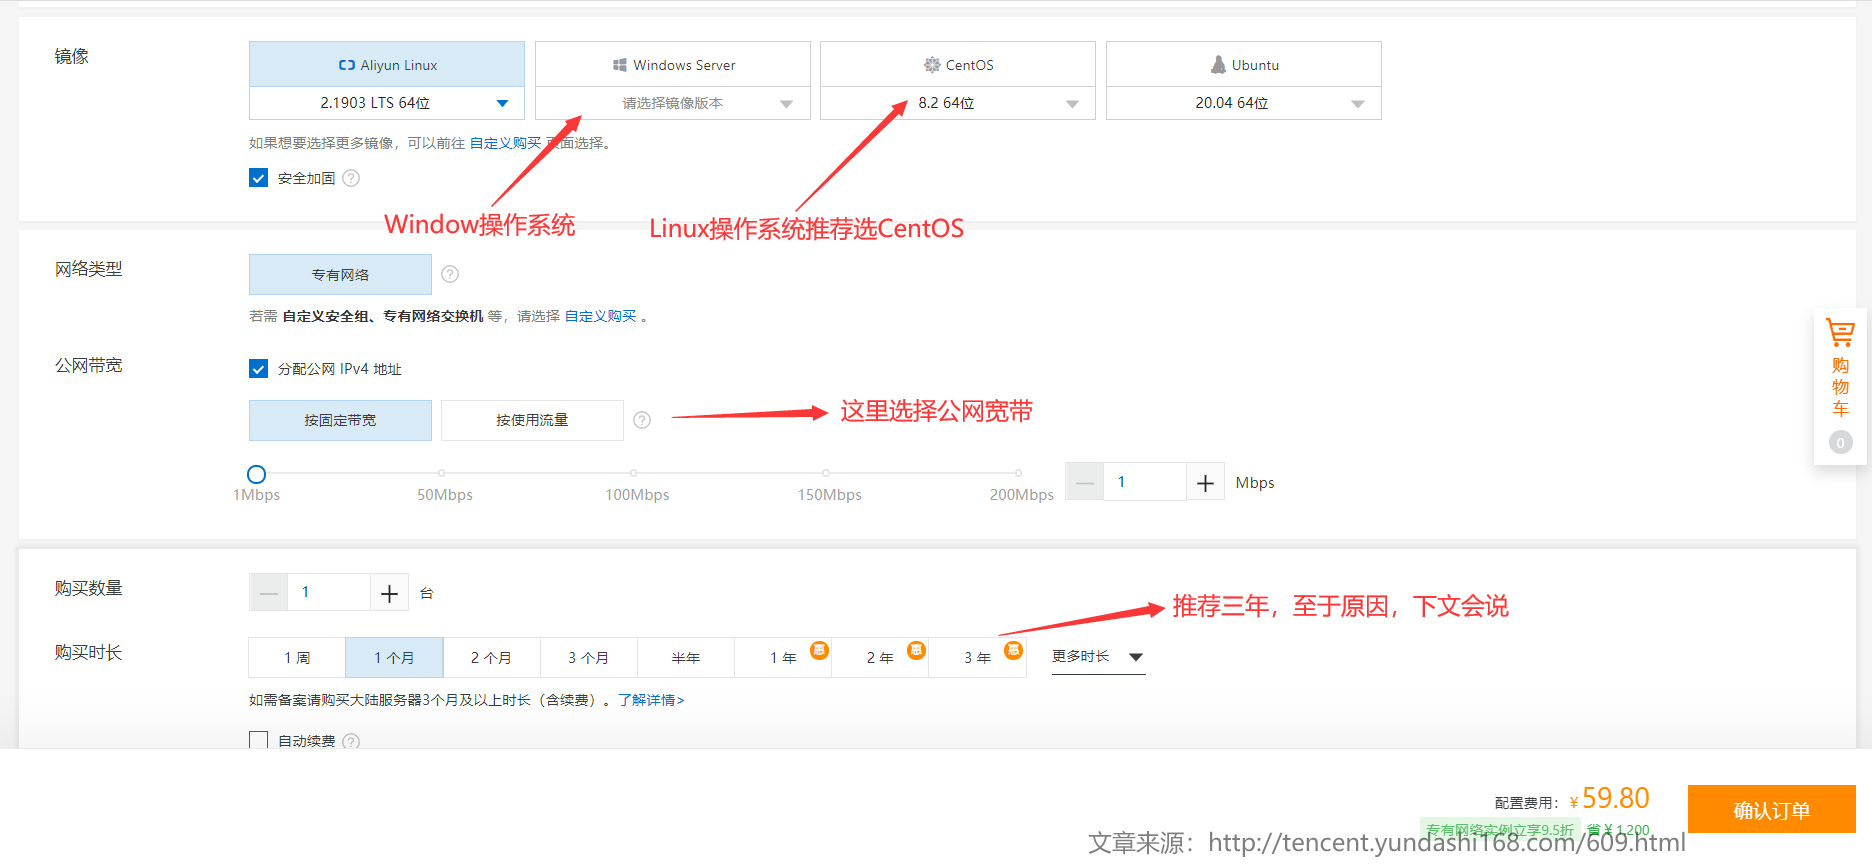 镜像
Aliyun Linux
Windows Server
CentOS
Ubuntu
2.1903 LTS 64位
请选择镜像版本
8.2 64位
20.04 64位
如果想要选择更多镜像，可以前往 自定义购买 页面选择。
安全加固 ?
Window操作系统
Linux操作系统推荐选CentOS
网络类型
专有网络 ?
若需 自定义安全组、专有网络交换机 等，请选择 自定义购买 。
公网带宽
分配公网 IPv4 地址
按固定带宽
按使用流量 ?
这里选择公网宽带
1Mbps
50Mbps
100Mbps
150Mbps
200Mbps
1
Mbps
购物车
0
购买数量
1
台
推荐三年，至于原因，下文会说
购买时长
1 周
1 个月
2 个月
3 个月
半年
1 年 惠
2 年 惠
3 年 惠
更多时长
如需备案请购买大陆服务器3个月及以上时长（含续费）。了解详情>
自动续费 ?
配置费用：¥59.80
专有网络实例立享9.5折 省¥1.200
确认订单
文章来源：http://tencent.yundashi168.com/609.html